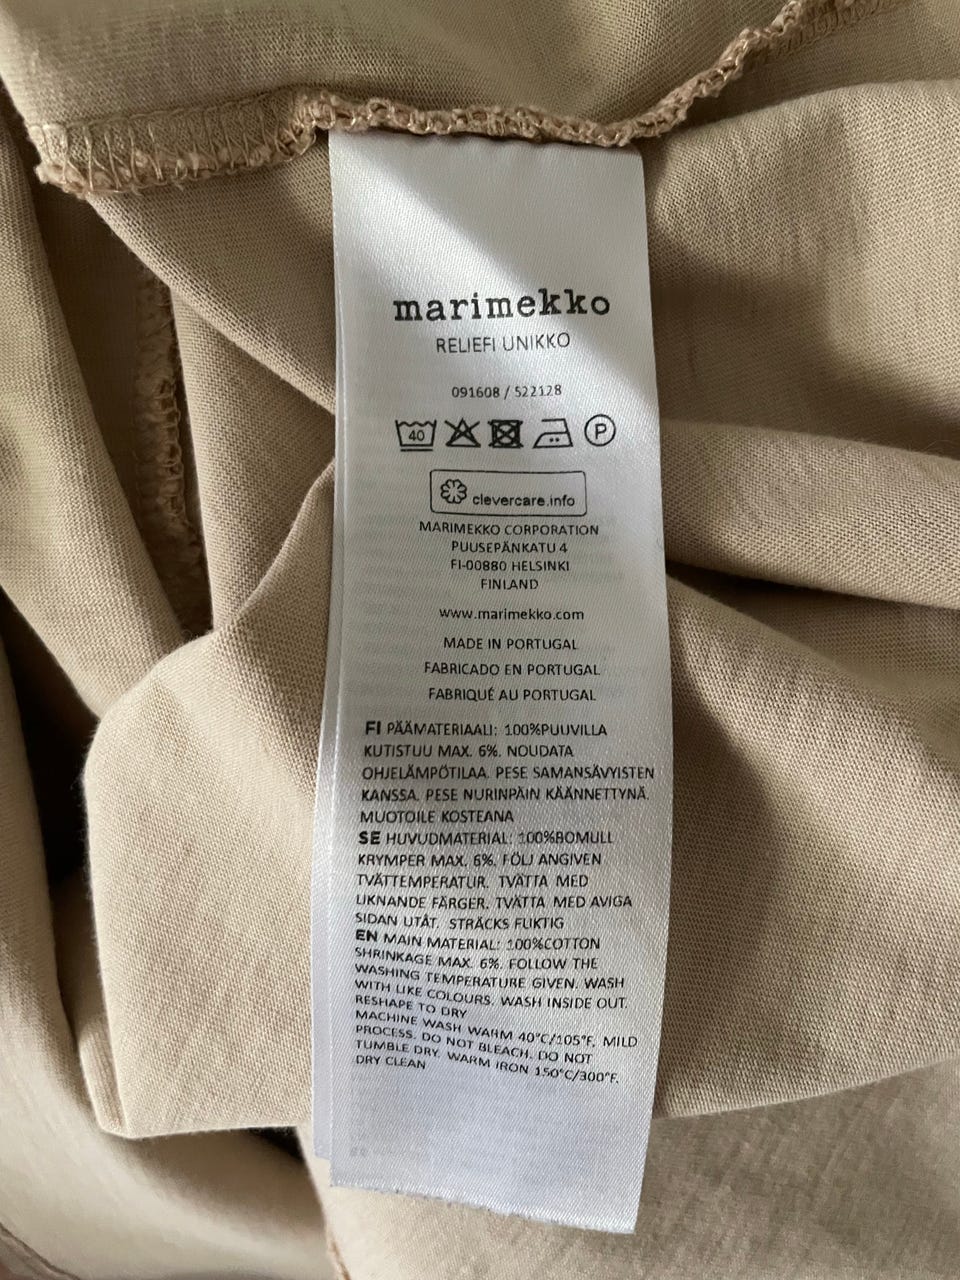 marimekko
RELIEFI UNIKKO
091608 / 522128
40 P
clevercare.info
MARIMEKKO CORPORATION
PUUSEPÄNKATU 4
FI-00880 HELSINKI
FINLAND
www.marimekko.com
MADE IN PORTUGAL
FABRICADO EN PORTUGAL
FABRIQUÉ AU PORTUGAL
FI PÄÄMATERIAALI: 100%PUUVILLA
KUTISTUU MAX. 6%. NOUDATA
OHJELÄMPÖTILAA. PESE SAMANSÄVYISTEN
KANSSA. PESE NURINPÄIN KÄÄNNETTYNÄ.
MUOTOILE KOSTEANA
SE HUVUDMATERIAL: 100%BOMULL
KRYMPER MAX. 6%. FÖLJ ANGIVEN
TVÄTTEMPERATUR. TVÄTTA MED
LIKNANDE FÄRGER. TVÄTTA MED AVIGA
SIDAN UTÅT. STRÄCKS FUKTIG
EN MAIN MATERIAL: 100%COTTON
SHRINKAGE MAX. 6%. FOLLOW THE
WASHING TEMPERATURE GIVEN. WASH
WITH LIKE COLOURS. WASH INSIDE OUT.
RESHAPE TO DRY
MACHINE WASH WARM 40°C/105°F. MILD
PROCESS. DO NOT BLEACH. DO NOT
TUMBLE DRY. WARM IRON 150°C/300°F.
DRY CLEAN